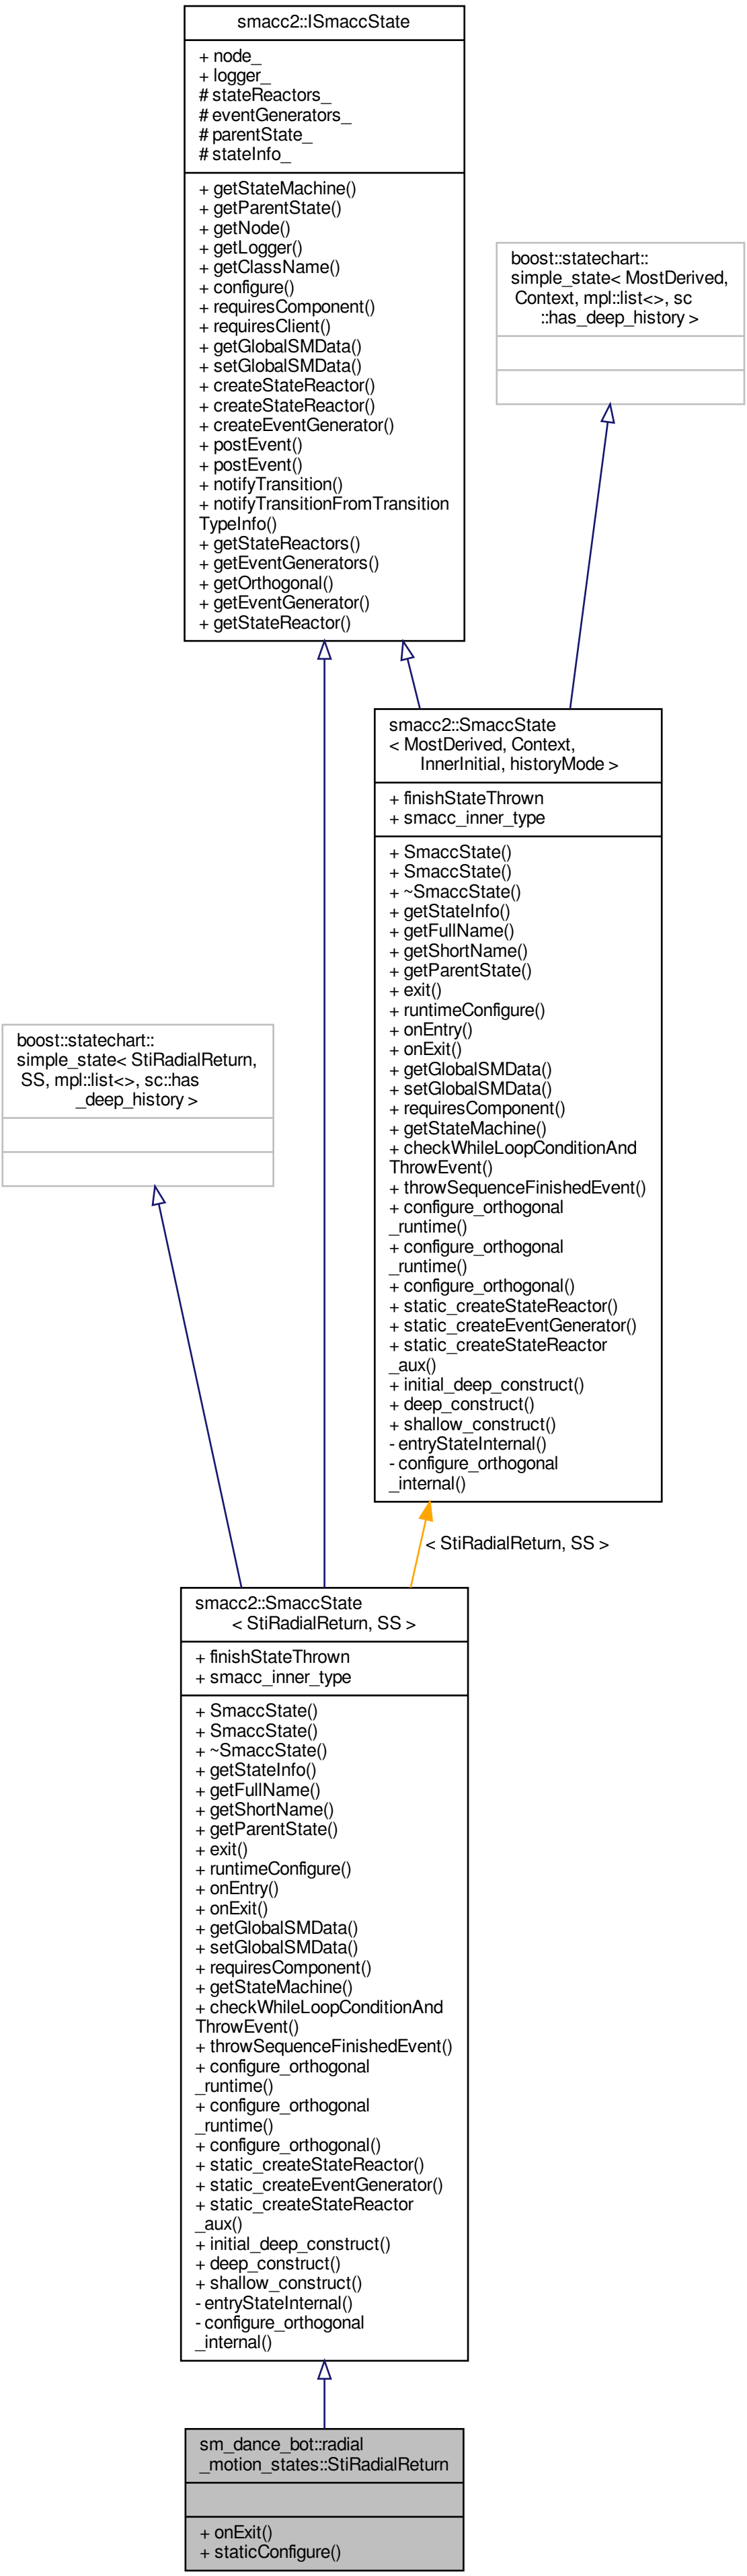 smacc2::ISmaccState
+ node_
+ logger_
# stateReactors_
# eventGenerators_
# parentState_
# stateInfo_
+ getStateMachine()
+ getParentState()
+ getNode()
+ getLogger()
+ getClassName()
+ configure()
+ requiresComponent()
+ requiresClient()
+ getGlobalSMData()
+ setGlobalSMData()
+ createStateReactor()
+ createStateReactor()
+ createEventGenerator()
+ postEvent()
+ postEvent()
+ notifyTransition()
+ notifyTransitionFromTransition
TypeInfo()
+ getStateReactors()
+ getEventGenerators()
+ getOrthogonal()
+ getEventGenerator()
+ getStateReactor()
boost::statechart::
simple_state< MostDerived,
Context, mpl::list<>, sc
::has_deep_history >
smacc2::SmaccState
< MostDerived, Context,
InnerInitial, historyMode >
+ finishStateThrown
+ smacc_inner_type
+ SmaccState()
+ SmaccState()
+ ~SmaccState()
+ getStateInfo()
+ getFullName()
+ getShortName()
+ getParentState()
+ exit()
+ runtimeConfigure()
+ onEntry()
+ onExit()
+ getGlobalSMData()
+ setGlobalSMData()
+ requiresComponent()
+ getStateMachine()
+ checkWhileLoopConditionAnd
ThrowEvent()
+ throwSequenceFinishedEvent()
+ configure_orthogonal
_runtime()
+ configure_orthogonal
_runtime()
+ configure_orthogonal()
+ static_createStateReactor()
+ static_createEventGenerator()
+ static_createStateReactor
_aux()
+ initial_deep_construct()
+ deep_construct()
+ shallow_construct()
- entryStateInternal()
- configure_orthogonal
_internal()
boost::statechart::
simple_state< StiRadialReturn,
SS, mpl::list<>, sc::has
_deep_history >
< StiRadialReturn, SS >
smacc2::SmaccState
< StiRadialReturn, SS >
+ finishStateThrown
+ smacc_inner_type
+ SmaccState()
+ SmaccState()
+ ~SmaccState()
+ getStateInfo()
+ getFullName()
+ getShortName()
+ getParentState()
+ exit()
+ runtimeConfigure()
+ onEntry()
+ onExit()
+ getGlobalSMData()
+ setGlobalSMData()
+ requiresComponent()
+ getStateMachine()
+ checkWhileLoopConditionAnd
ThrowEvent()
+ throwSequenceFinishedEvent()
+ configure_orthogonal
_runtime()
+ configure_orthogonal
_runtime()
+ configure_orthogonal()
+ static_createStateReactor()
+ static_createEventGenerator()
+ static_createStateReactor
_aux()
+ initial_deep_construct()
+ deep_construct()
+ shallow_construct()
- entryStateInternal()
- configure_orthogonal
_internal()
sm_dance_bot::radial
_motion_states::StiRadialReturn
+ onExit()
+ staticConfigure()